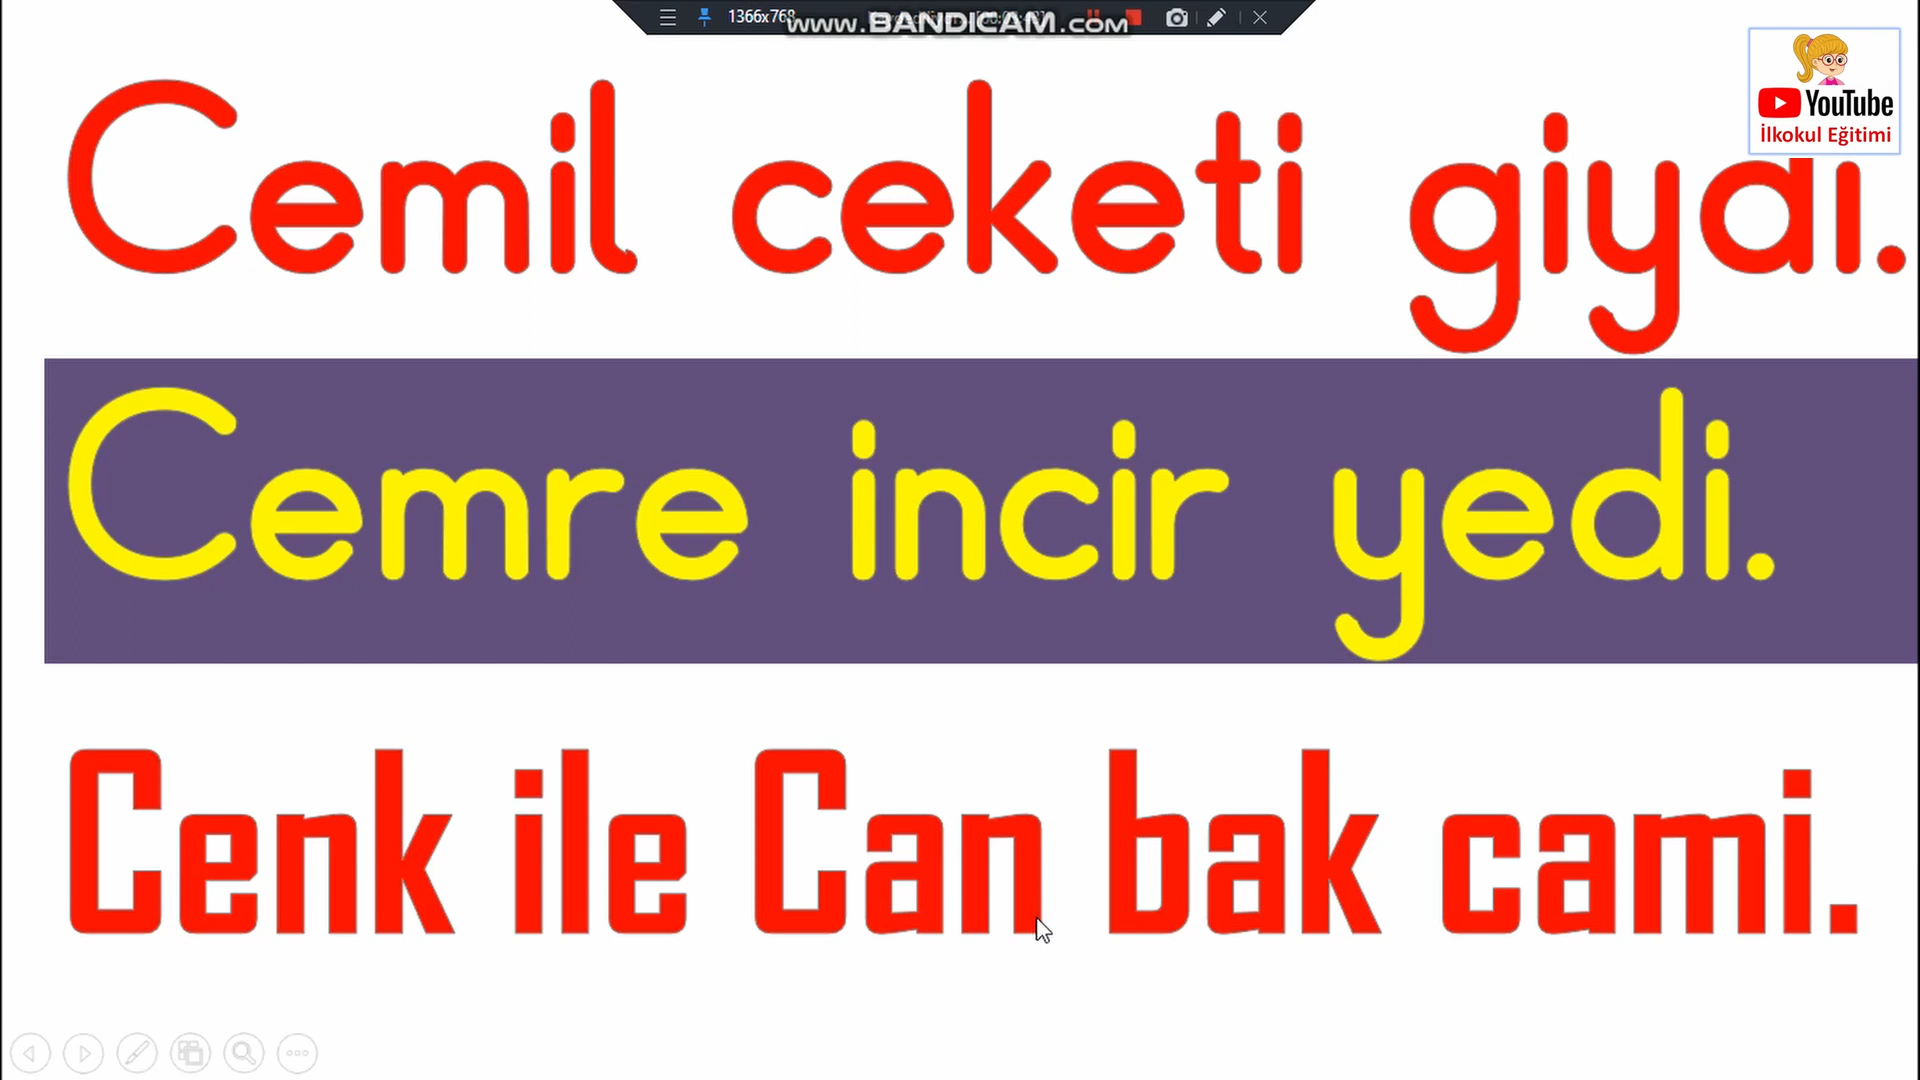 1366x768
www.BANDICAM.com
YouTube
İlkokul Eğitimi
Cemil ceketi giydi.
Cemre incir yedi.
Cenk ile Can bak cami.